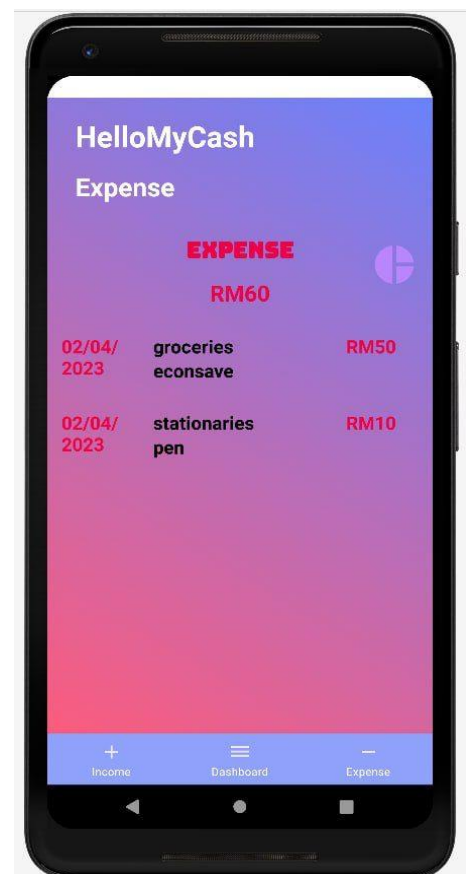 HelloMyCash
Expense
EXPENSE
RM60
02/04/
2023
groceries
econsave
RM50
02/04/
2023
stationaries
pen
RM10
Income
Dashboard
Expense